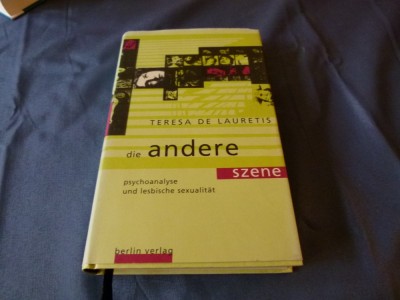 TERESA DE LAURETIS
die andere
szene
psychoanalyse
und lesbische sexualität
berlin verlag